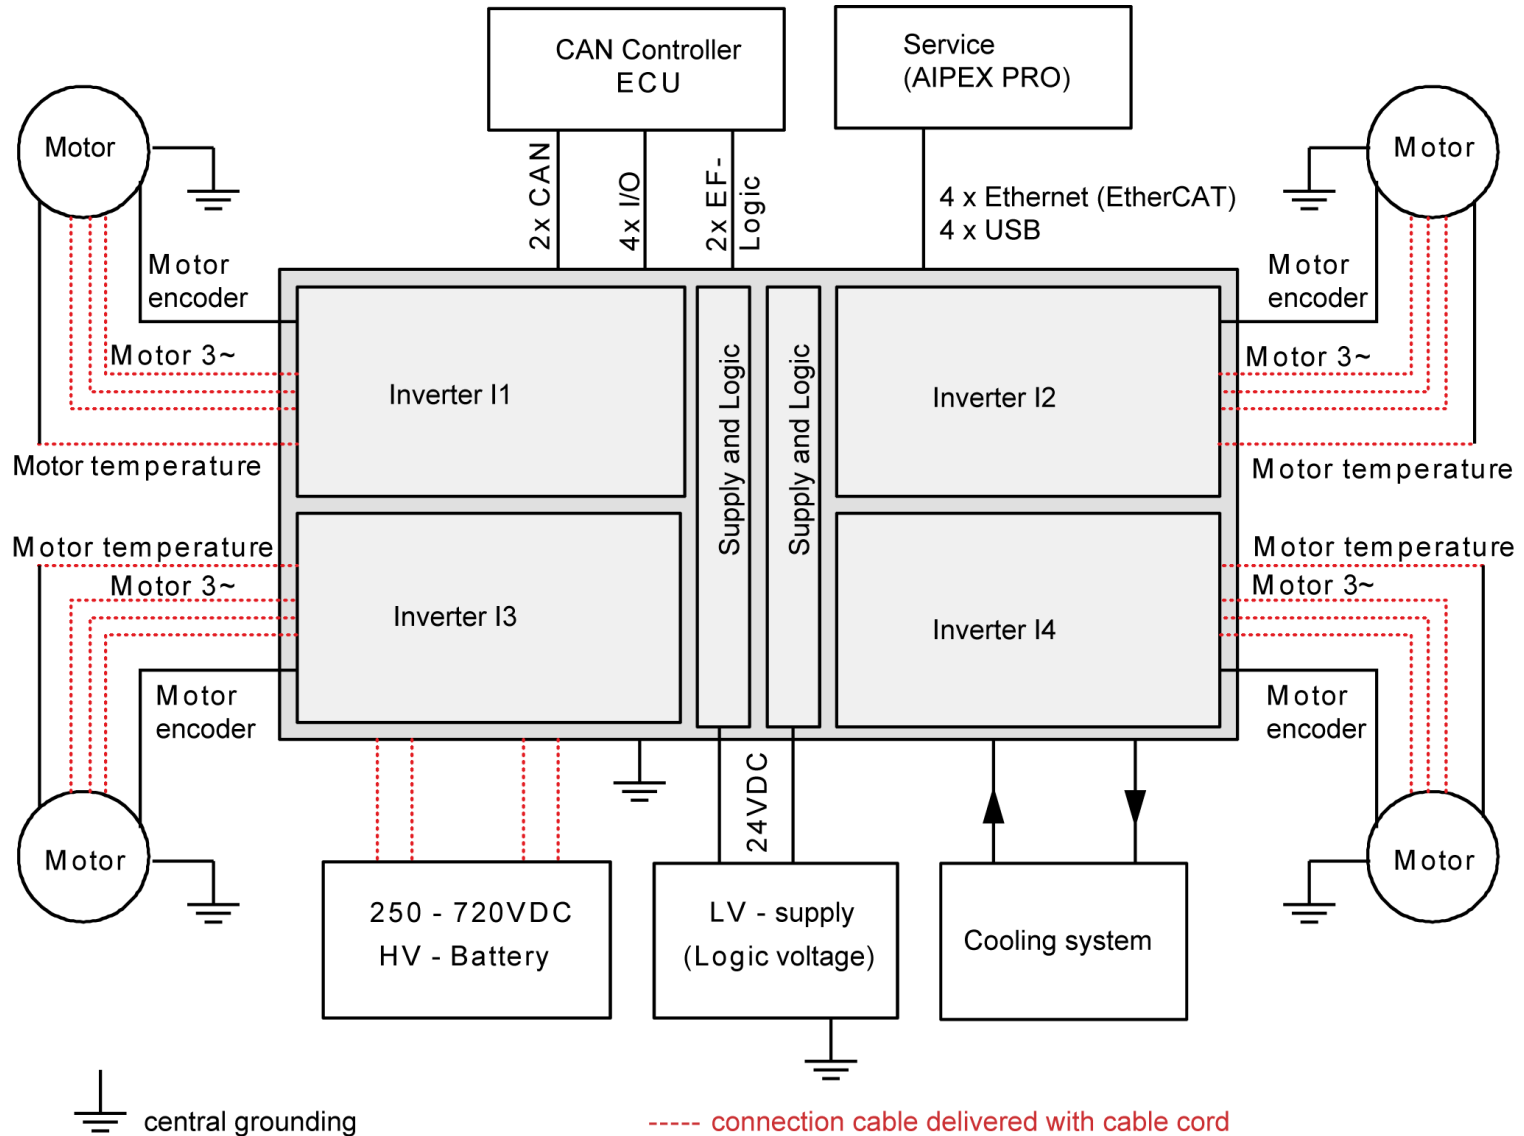 CAN Controller
ECU
Service
(AIPEX PRO)
Motor
Motor
2x CAN
4x I/O
2x EF-
Logic
4 x Ethernet (EtherCAT)
4 x USB
Motor
encoder
Motor
encoder
Motor 3~
Motor 3~
Inverter I1
Supply and Logic
Supply and Logic
Inverter I2
Motor temperature
Motor temperature
Motor temperature
Motor temperature
Motor 3~
Motor 3~
Inverter I3
Inverter I4
Motor
encoder
Motor
encoder
24VDC
Motor
Motor
250 - 720VDC
HV - Battery
LV - supply
(Logic voltage)
Cooling system
central grounding
connection cable delivered with cable cord